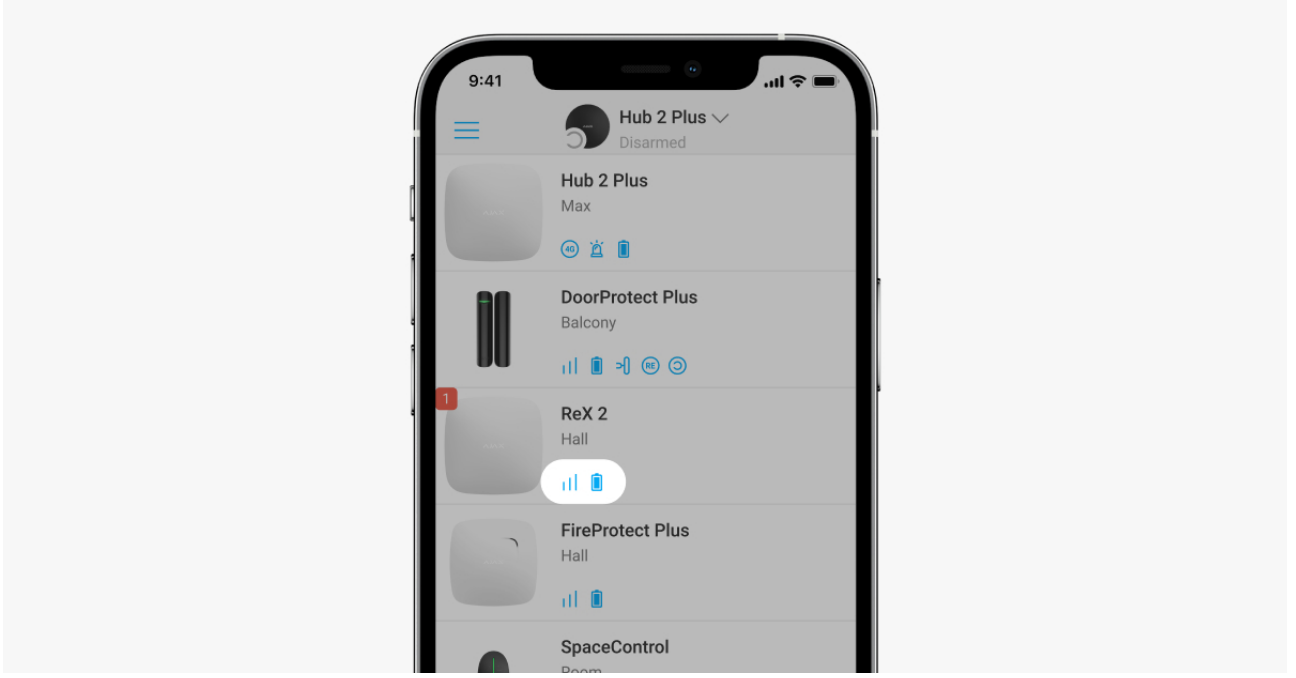 9:41
Hub 2 Plus
Disarmed
Hub 2 Plus
Max
4G
DoorProtect Plus
Balcony
RE
1
ReX 2
Hall
FireProtect Plus
Hall
SpaceControl
Room